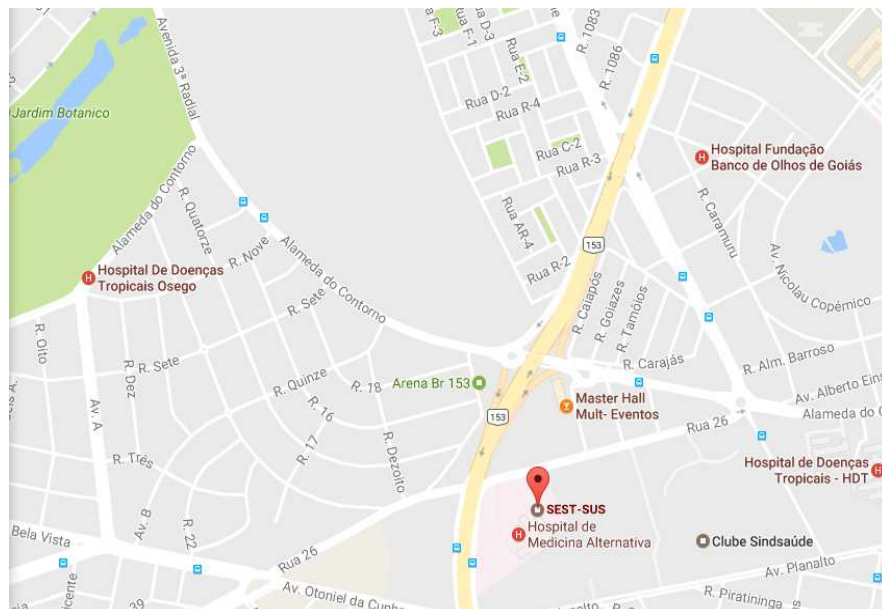 Avenida 3ª Radial
Jardim Botanico
Rua F-3
Rua F-1
Rua D-3
Rua E-2
Rua D-2
Rua R-4
R. 1083
R. 1086
Rua C-2
Rua R-3
Hospital Fundação
Banco de Olhos de Goiás
Alameda do Contorno
R. Quatorze
R. Nove
Alameda do Contorno
Rua AR-4
Rua R-2
153
R. Caramuru
Av. Nicolau Copérnico
Hospital De Doenças
Tropicais Osego
R. Sete
R. Caiapós
R. Goiazes
R. Tamóios
R. Oito
R. Sete
R. Dez
R. Quinze
R. 18
Arena Br 153
R. Carajás
R. Alm. Barroso
Av. Alberto Eins
Alameda do C
Av. A
R. 16
R. 17
R. Dezoito
153
Master Hall
Mult- Eventos
Rua 26
R. Três
Hospital de Doenças
Tropicais - HDT
SEST-SUS
Hospital de
Medicina Alternativa
Clube Sindsaúde
Bela Vista
Av. B
R. 22
Rua 26
Av. Planalto
Av. Otoniel da Cunha
Planalto
R. Piratininga
39